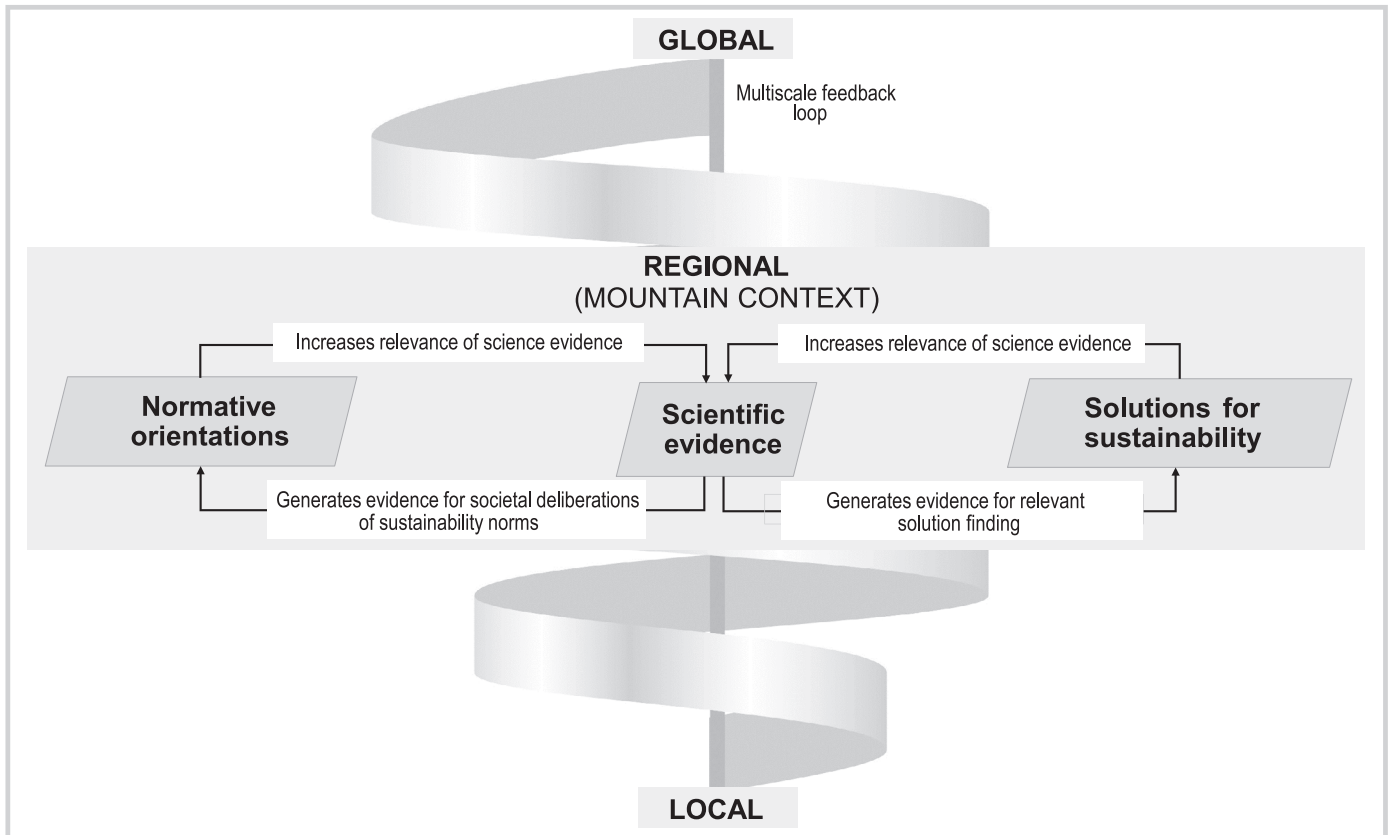 GLOBAL
Multiscale feedback
loop
REGIONAL
(MOUNTAIN CONTEXT)
Increases relevance of science evidence
Increases relevance of science evidence
Normative
orientations
Scientific
evidence
Solutions for
sustainability
Generates evidence for societal deliberations
of sustainability norms
Generates evidence for relevant
solution finding
LOCAL